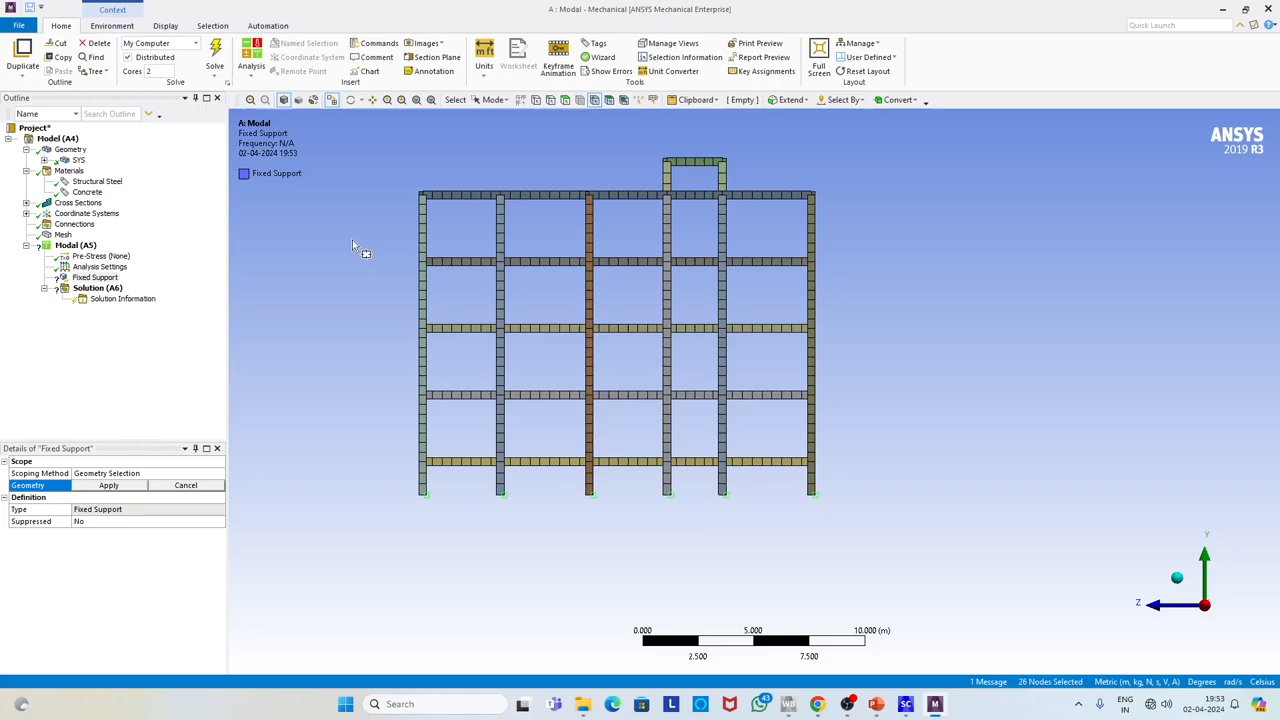 Context
A : Modal - Mechanical [ANSYS Mechanical Enterprise]
File
Home
Environment
Display
Selection
Automation
Quick Launch
Duplicate
Cut
Copy
Paste
Delete
Find
Tree
Outline
My Computer
Distributed
Cores 2
Solve
Solve
Analysis
Named Selection
Coordinate System
Remote Point
Commands
Comment
Chart
Images
Section Plane
Annotation
Insert
Units
Worksheet
Keyframe Animation
Tags
Wizard
Show Errors
Manage Views
Selection Information
Unit Converter
Print Preview
Report Preview
Key Assignments
Tools
Full Screen
Manage
User Defined
Reset Layout
Layout
Outline
Name
Search Outline
Select
Mode
Clipboard
[ Empty ]
Extend
Select By
Convert
Project*
Model (A4)
Geometry
SYS
Materials
Structural Steel
Concrete
Cross Sections
Coordinate Systems
Connections
Mesh
Modal (A5)
Pre-Stress (None)
Analysis Settings
Fixed Support
Solution (A6)
Solution Information
A: Modal
Fixed Support
Frequency: N/A
02-04-2024 19:53
Fixed Support
ANSYS
2019 R3
Details of "Fixed Support"
Scope
Scoping Method Geometry Selection
Geometry Apply Cancel
Definition
Type Fixed Support
Suppressed No
Y
Z
0.000 5.000 10.000 (m)
2.500 7.500
1 Message 26 Nodes Selected Metric (m, kg, N, s, V, A) Degrees rad/s Celsius
Search
43
ENG
IN
19:53
02-04-2024